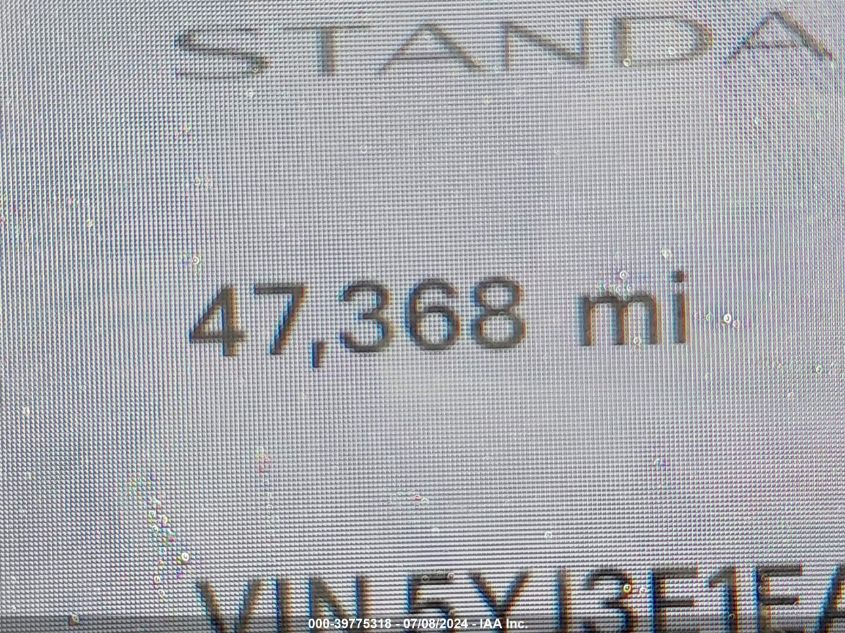 STANDA
47,368 mi
VIN 5YJ3E1EA
000-39775318 - 07/08/2024 - IAA Inc.